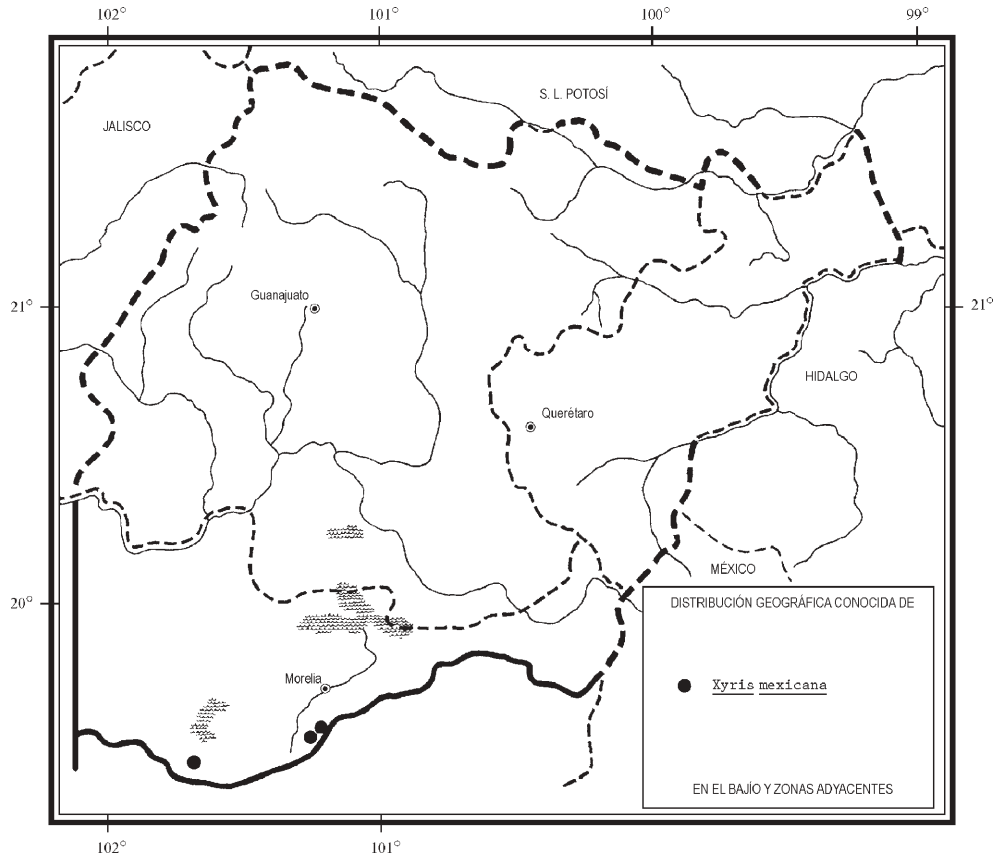 102° 101° 100° 99°
S. L. POTOSÍ
JALISCO
Guanajuato
21° 21°
HIDALGO
Querétaro
MÉXICO
20°
DISTRIBUCIÓN GEOGRÁFICA CONOCIDA DE
Morelia
Xyris mexicana
EN EL BAJÍO Y ZONAS ADYACENTES
102° 101°